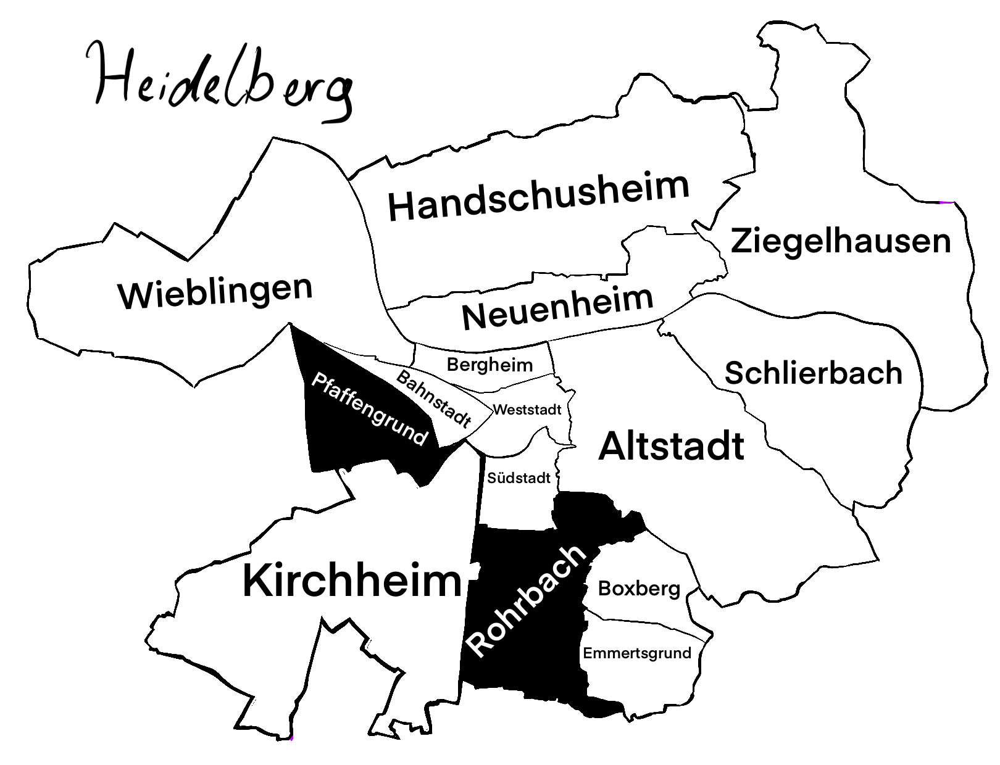 Heidelberg
Handschusheim
Ziegelhausen
Wieblingen
Neuenheim
Bergheim
Schlierbach
Pfaffengrund
Bahnstadt
Weststadt
Altstadt
Südstadt
Kirchheim
Rohrbach
Boxberg
Emmertsgrund